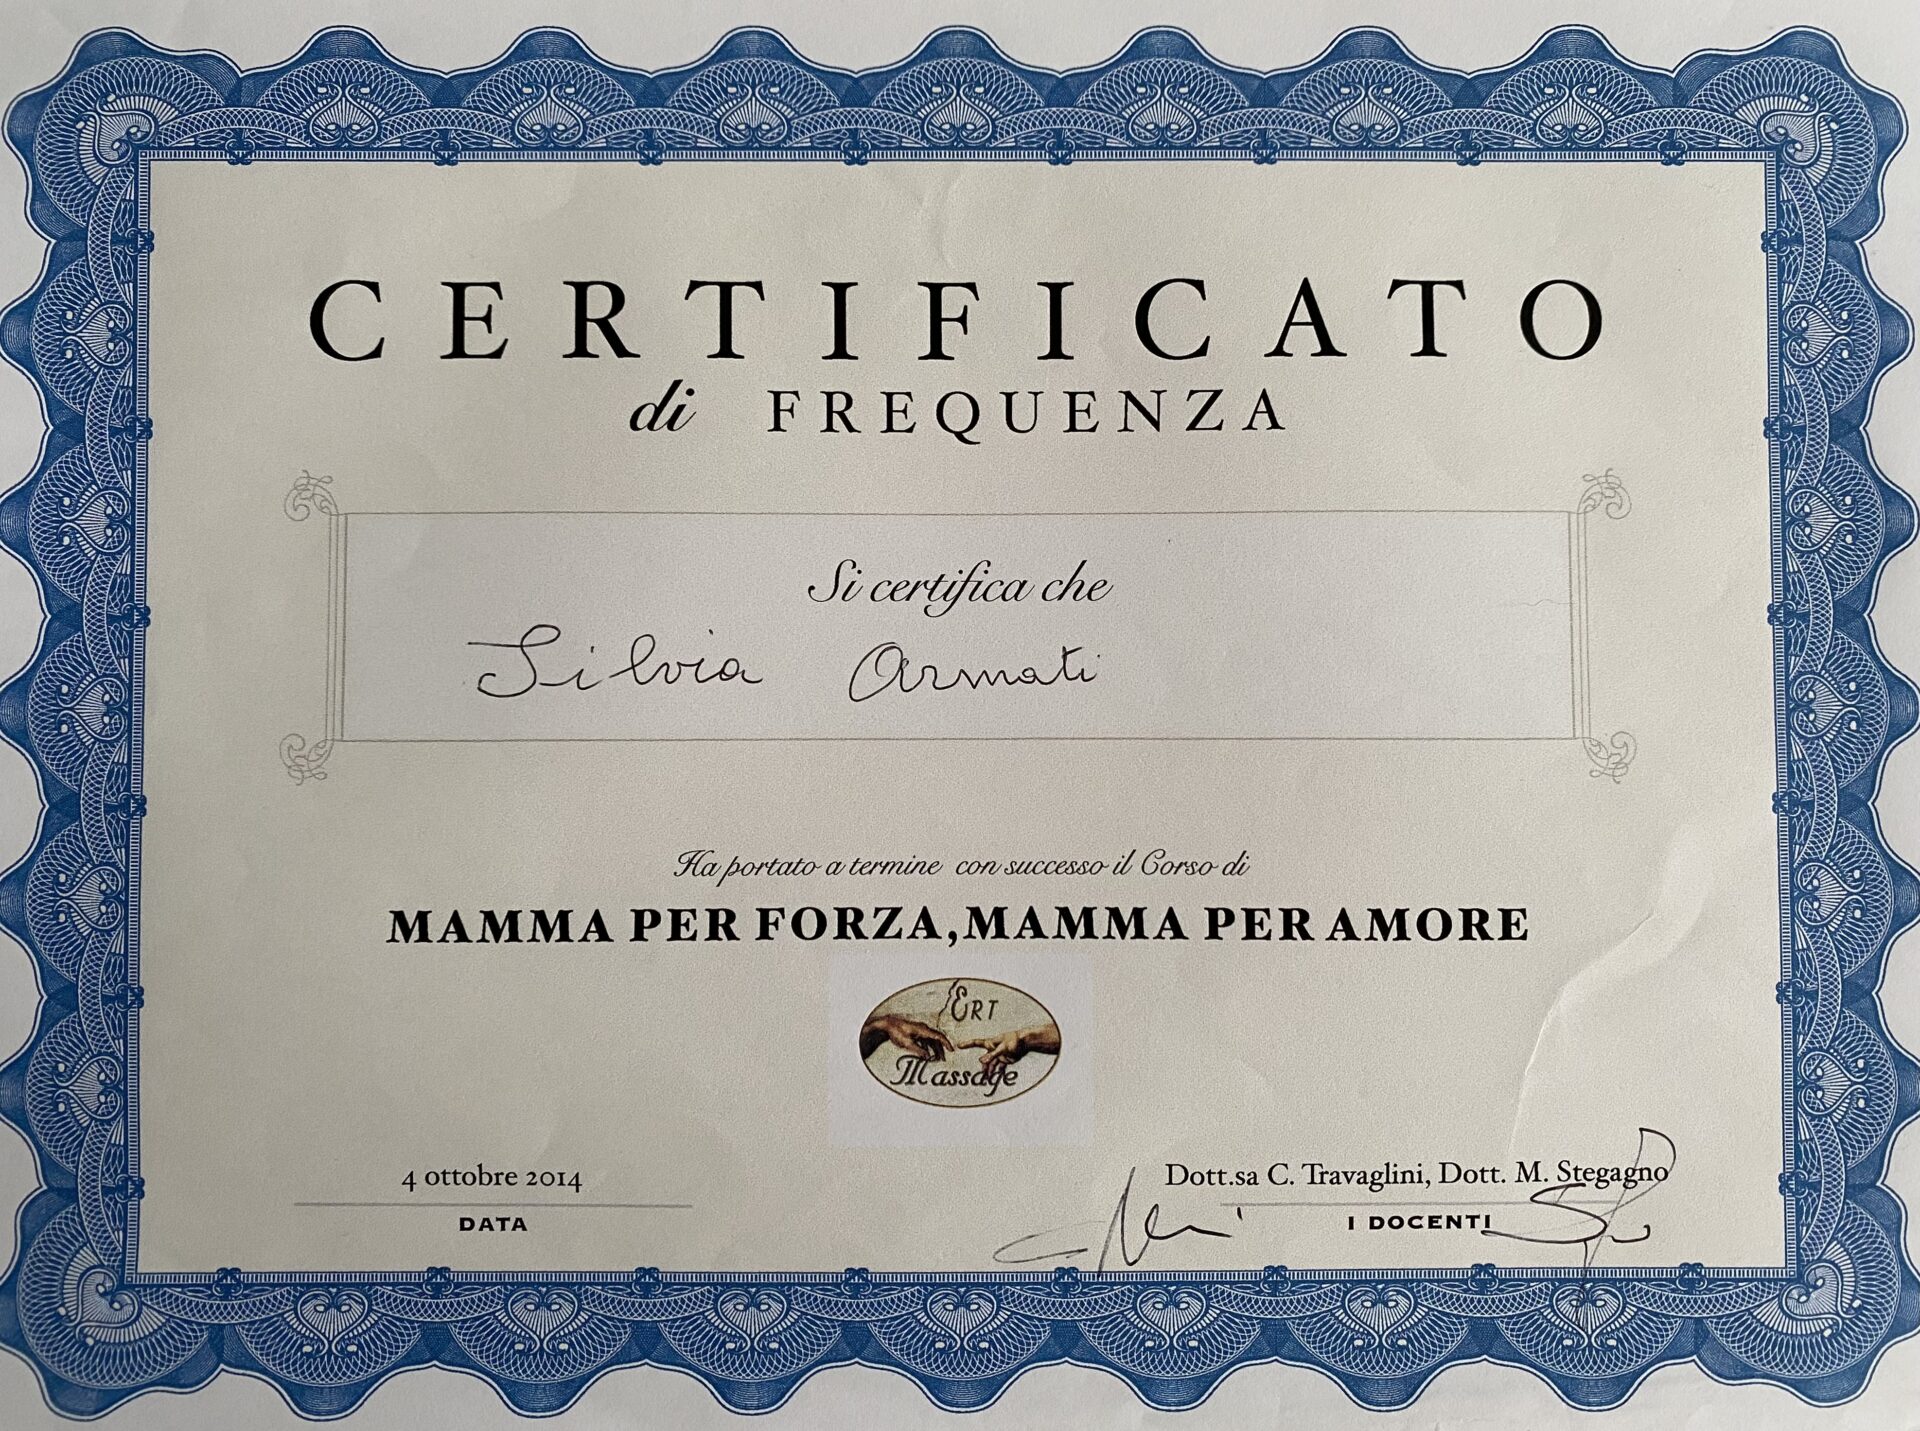 CERTIFICATO
di FREQUENZA
Si certifica che
Silvia Armati
Ha portato a termine con successo il Corso di
MAMMA PER FORZA, MAMMA PER AMORE
ERT
Massage
4 ottobre 2014
DATA
Dott.sa C. Travaglini, Dott. M. Stegagno
I DOCENTI